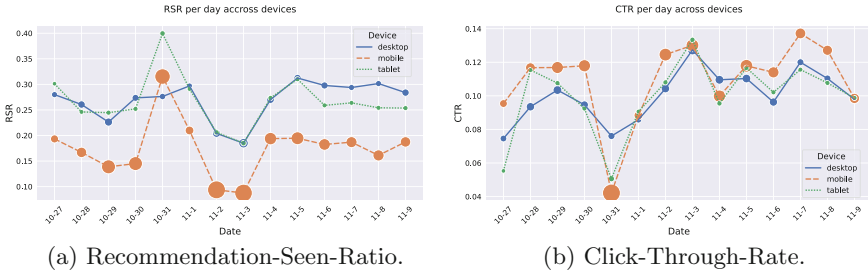 RSR per day accross devices
0.40
0.35
0.30
0.25
0.20
0.15
0.10
RSR
Device
desktop
mobile
tablet
10-27
10-28
10-29
10-30
10-31
11-1
11-2
11-3
11-4
11-5
11-6
11-7
11-8
11-9
Date
(a) Recommendation-Seen-Ratio.
CTR per day across devices
0.14
0.12
0.10
0.08
0.06
0.04
CTR
Device
desktop
mobile
tablet
10-27
10-28
10-29
10-30
10-31
11-1
11-2
11-3
11-4
11-5
11-6
11-7
11-8
11-9
Date
(b) Click-Through-Rate.